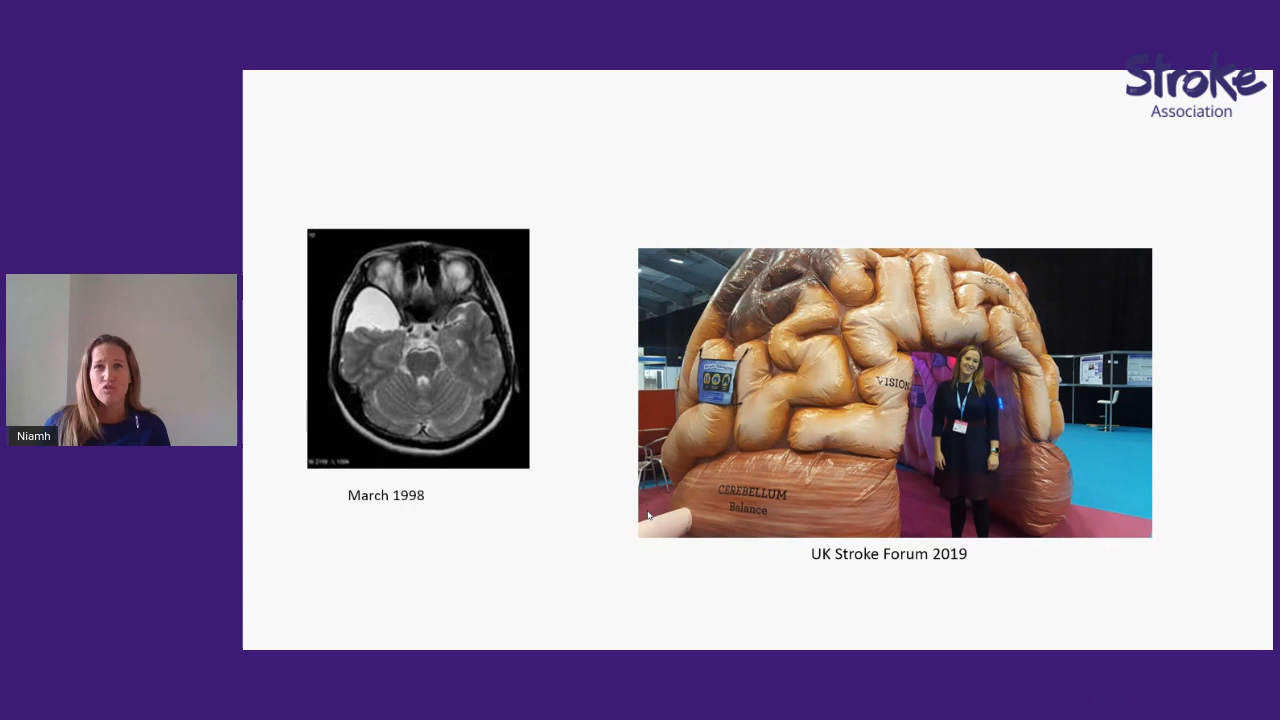 Stroke
Association
VISION
CEREBELLUM
Balance
March 1998
UK Stroke Forum 2019
Niamh